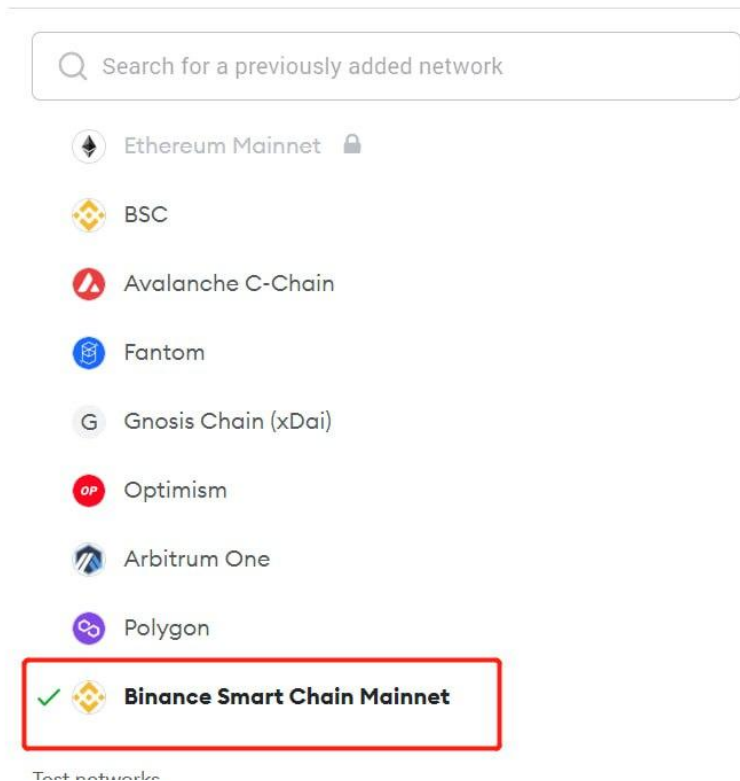 Search for a previously added network
Ethereum Mainnet
BSC
Avalanche C-Chain
Fantom
G Gnosis Chain (xDai)
OP Optimism
Arbitrum One
Polygon
Binance Smart Chain Mainnet
Test networks